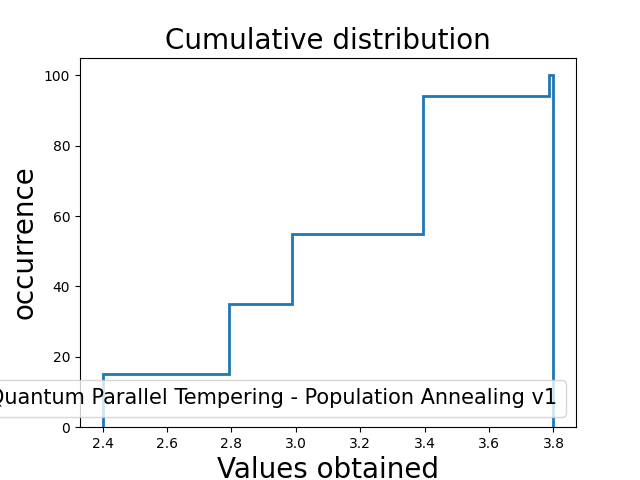 Cumulative distribution
100
80
60
40
20
0
occurrence
Quantum Parallel Tempering - Population Annealing v1
2.4 2.6 2.8 3.0 3.2 3.4 3.6 3.8
Values obtained